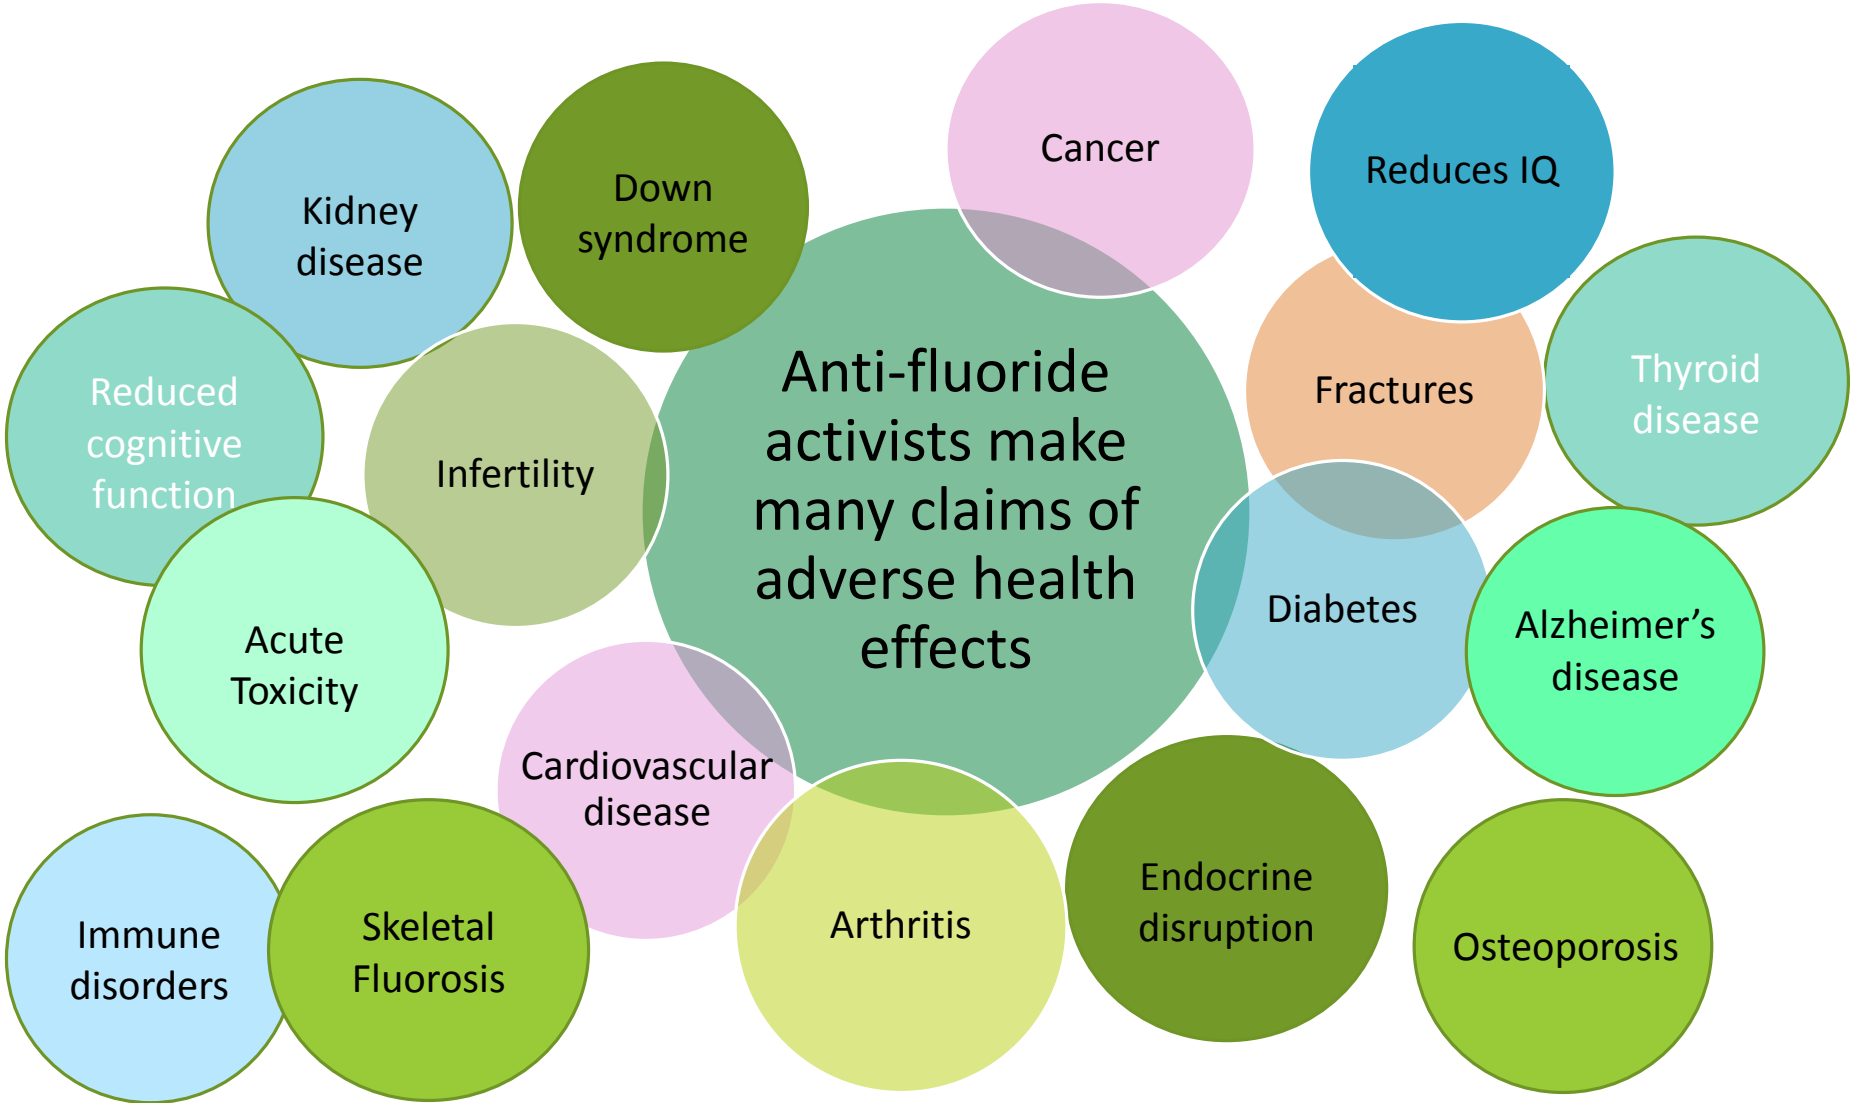 Cancer
Reduces IQ
Down
syndrome
Kidney
disease
Anti-fluoride
activists make
many claims of
adverse health
effects
Fractures
Thyroid
disease
Reduced
cognitive
function
Infertility
Diabetes
Alzheimer’s
disease
Acute
Toxicity
Cardiovascular
disease
Endocrine
disruption
Arthritis
Osteoporosis
Skeletal
Fluorosis
Immune
disorders